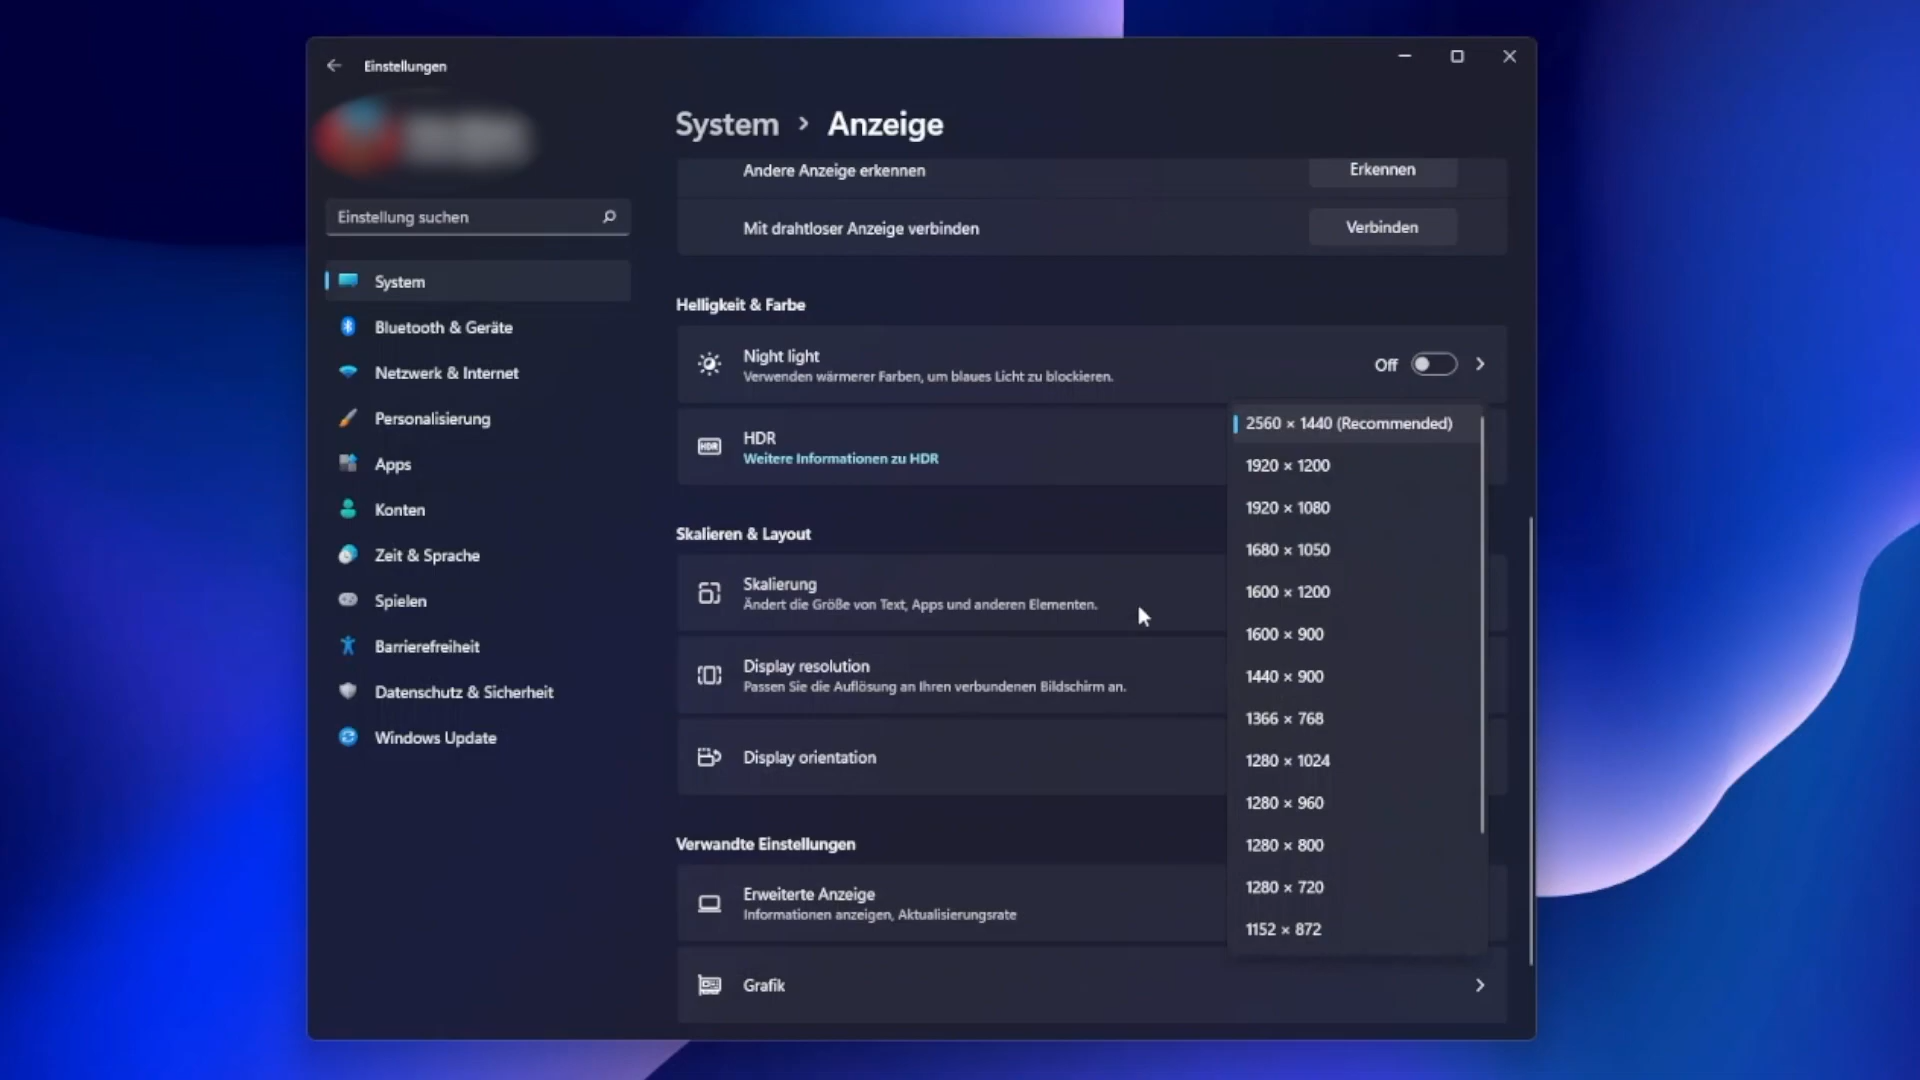 Einstellungen
Einstellung suchen
System
Bluetooth & Geräte
Netzwerk & Internet
Personalisierung
Apps
Konten
Zeit & Sprache
Spielen
Barrierefreiheit
Datenschutz & Sicherheit
Windows Update
System > Anzeige
Andere Anzeige erkennen
Erkennen
Mit drahtloser Anzeige verbinden
Verbinden
Helligkeit & Farbe
Night light
Verwenden wärmerer Farben, um blaues Licht zu blockieren.
Off
HDR
HDR
Weitere Informationen zu HDR
Skalieren & Layout
Skalierung
Ändert die Größe von Text, Apps und anderen Elementen.
Display resolution
Passen Sie die Auflösung an Ihren verbundenen Bildschirm an.
Display orientation
Verwandte Einstellungen
Erweiterte Anzeige
Informationen anzeigen, Aktualisierungsrate
Grafik
2560 × 1440 (Recommended)
1920 × 1200
1920 × 1080
1680 × 1050
1600 × 1200
1600 × 900
1440 × 900
1366 × 768
1280 × 1024
1280 × 960
1280 × 800
1280 × 720
1152 × 872